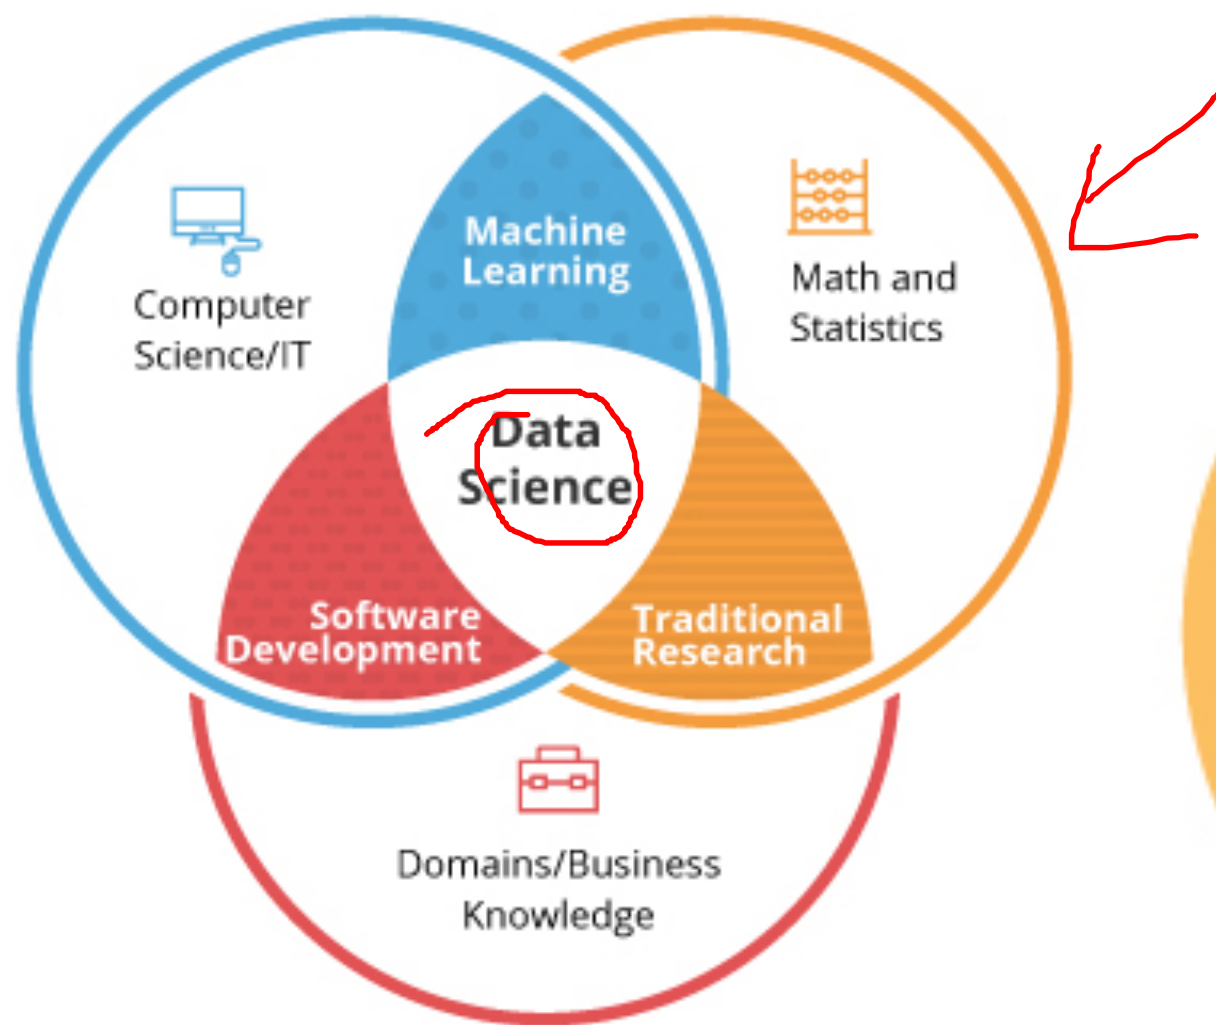 Machine
Learning
Computer
Science/IT
Math and
Statistics
Data
Science
Software
Development
Traditional
Research
Domains/Business
Knowledge